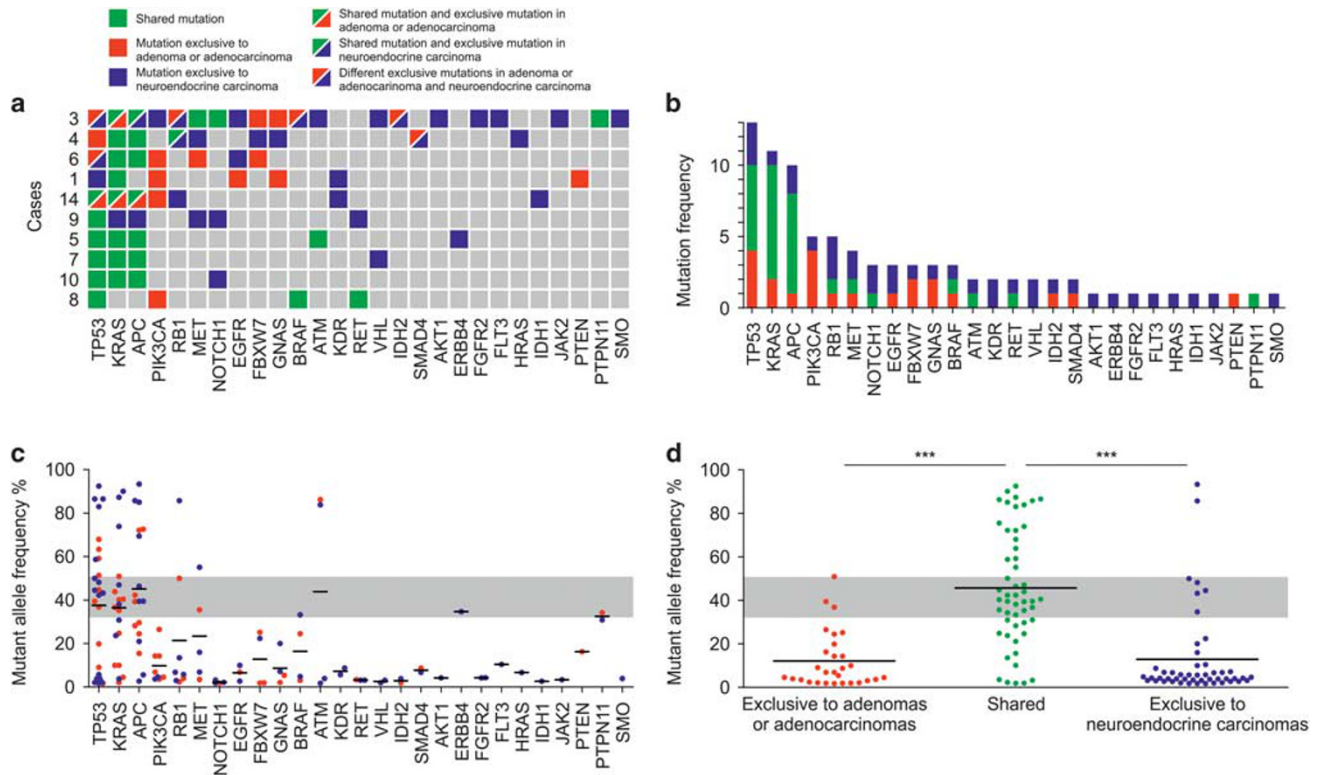 Shared mutation
Mutation exclusive to
adenoma or adenocarcinoma
Mutation exclusive to
neuroendocrine carcinoma
Shared mutation and exclusive mutation in
adenoma or adenocarcinoma
Shared mutation and exclusive mutation in
neuroendocrine carcinoma
Different exclusive mutations in adenoma or
adenocarinoma and neuroendocrine carcinoma
a
Cases
3
4
6
1
14
9
5
7
10
8
TP53
KRAS
APC
PIK3CA
RB1
MET
NOTCH1
EGFR
FBXW7
GNAS
BRAF
ATM
KDR
RET
VHL
IDH2
SMAD4
AKT1
ERBB4
FGFR2
FLT3
HRAS
IDH1
JAK2
PTEN
PTPN11
SMO
b
Mutation frequency
10
5
0
TP53
KRAS
APC
PIK3CA
RB1
MET
NOTCH1
EGFR
FBXW7
GNAS
BRAF
ATM
KDR
RET
VHL
IDH2
SMAD4
AKT1
ERBB4
FGFR2
FLT3
HRAS
IDH1
JAK2
PTEN
PTPN11
SMO
c
Mutant allele frequency %
100
80
60
40
20
0
TP53
KRAS
APC
PIK3CA
RB1
MET
NOTCH1
EGFR
FBXW7
GNAS
BRAF
ATM
KDR
RET
VHL
IDH2
SMAD4
AKT1
ERBB4
FGFR2
FLT3
HRAS
IDH1
JAK2
PTEN
PTPN11
SMO
d
Mutant allele frequency %
100
80
60
40
20
0
***
***
Exclusive to adenomas
or adenocarcinomas
Shared
Exclusive to
neuroendocrine carcinomas